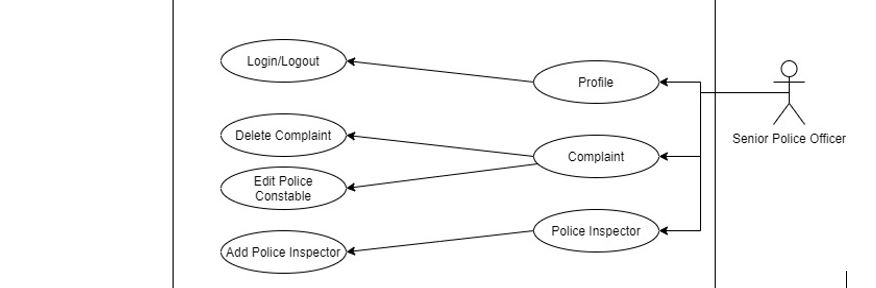 Login/Logout
Profile
Senior Police Officer
Delete Complaint
Complaint
Edit Police
Constable
Police Inspector
Add Police Inspector